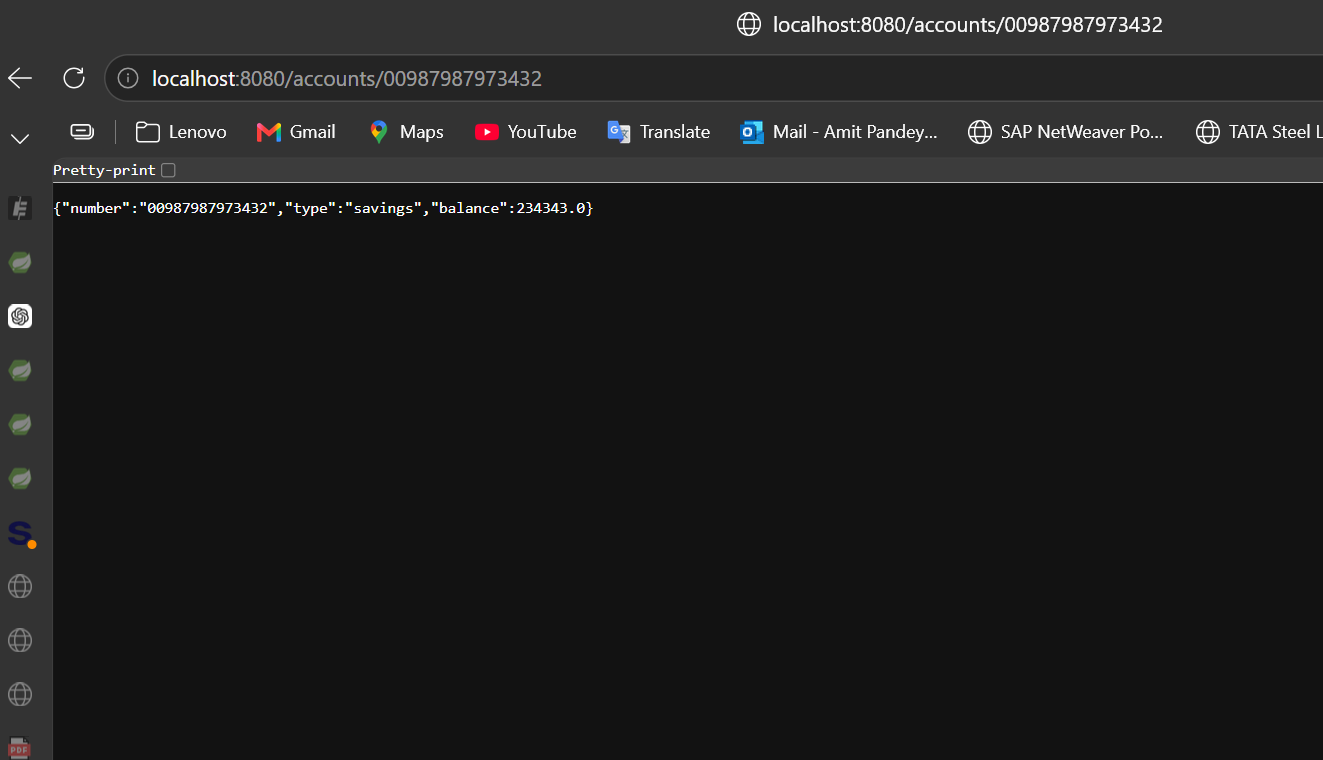 localhost:8080/accounts/00987987973432
localhost:8080/accounts/00987987973432
Lenovo Gmail Maps YouTube Translate Mail - Amit Pandey... SAP NetWeaver Po... TATA Steel L
Pretty-print
{"number":"00987987973432","type":"savings","balance":234343.0}
PDF